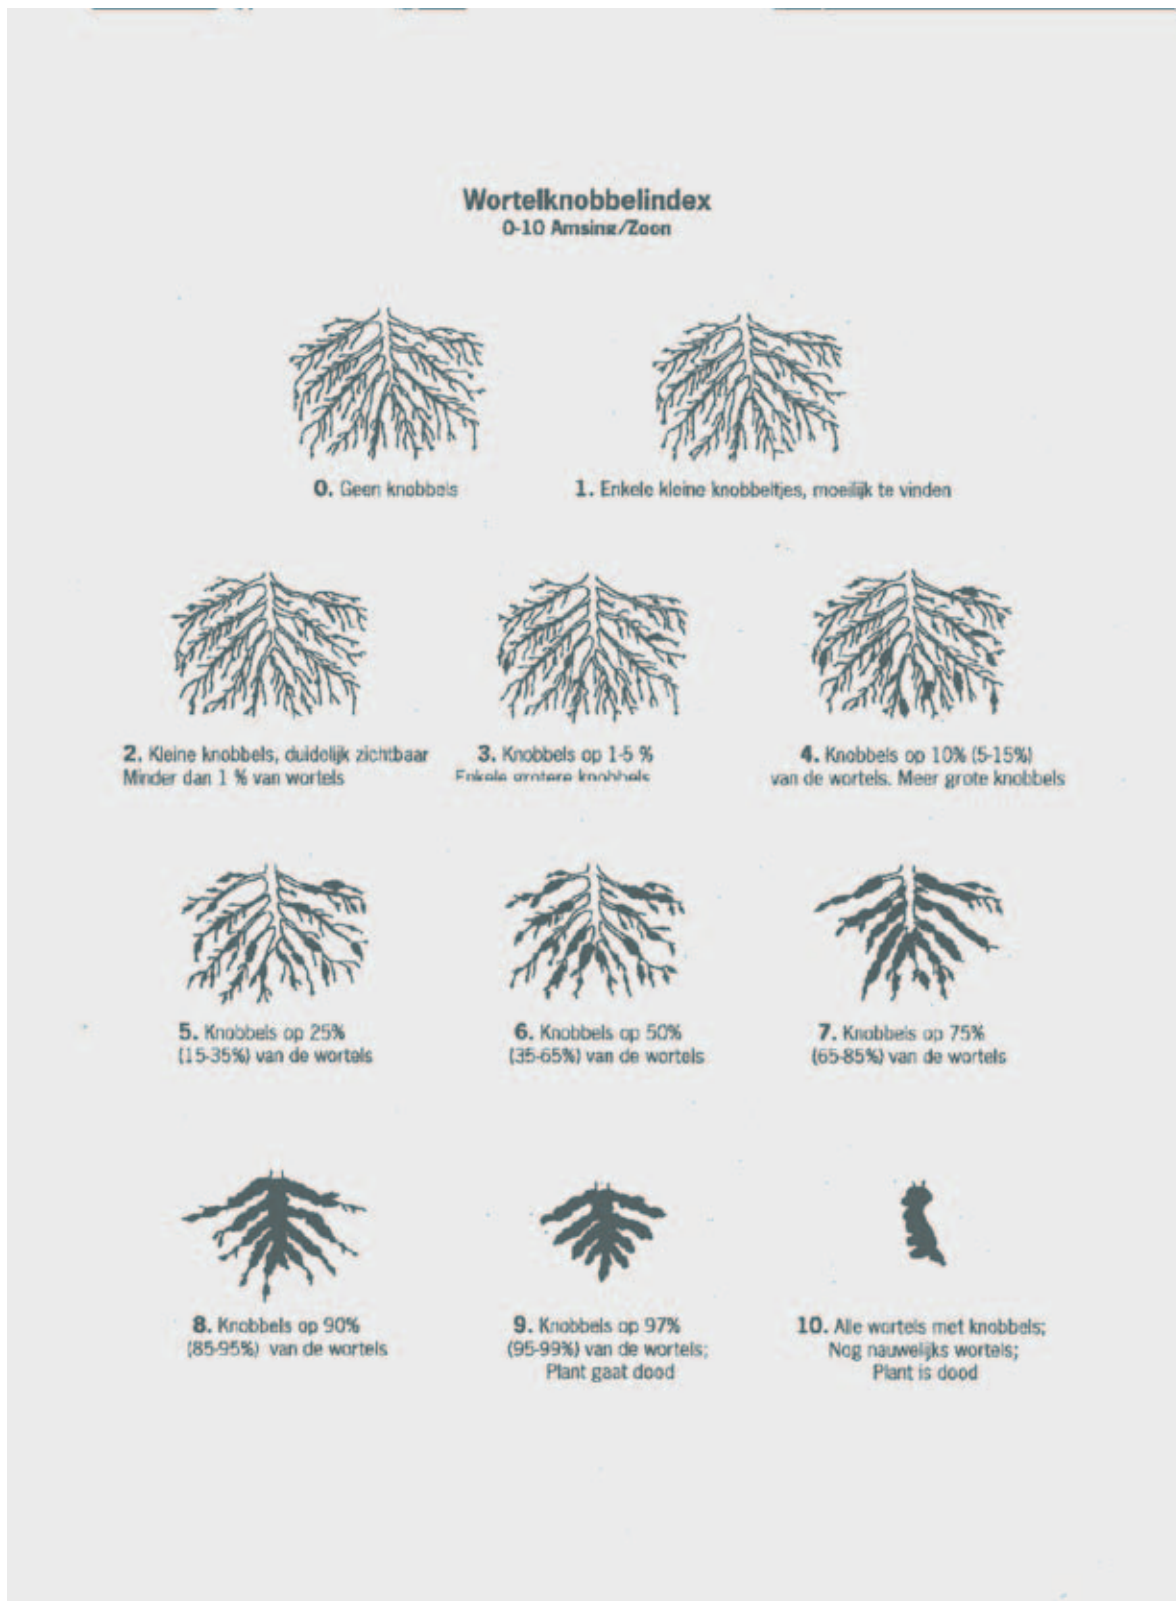 Wortelknobbelindex
0-10 Amsing/Zoon
0. Geen knobbels
1. Enkele kleine knobbeltjes, moeilijk te vinden
2. Kleine knobbels, duidelijk zichtbaar
Minder dan 1 % van wortels
3. Knobbels op 1-5 %
Enkele grotere knobbels
4. Knobbels op 10% (5-15%)
van de wortels. Meer grote knobbels
5. Knobbels op 25%
(15-35%) van de wortels
6. Knobbels op 50%
(35-65%) van de wortels
7. Knobbels op 75%
(65-85%) van de wortels
8. Knobbels op 90%
(85-95%) van de wortels
9. Knobbels op 97%
(95-99%) van de wortels;
Plant gaat dood
10. Alle wortels met knobbels;
Nog nauwelijks wortels;
Plant is dood